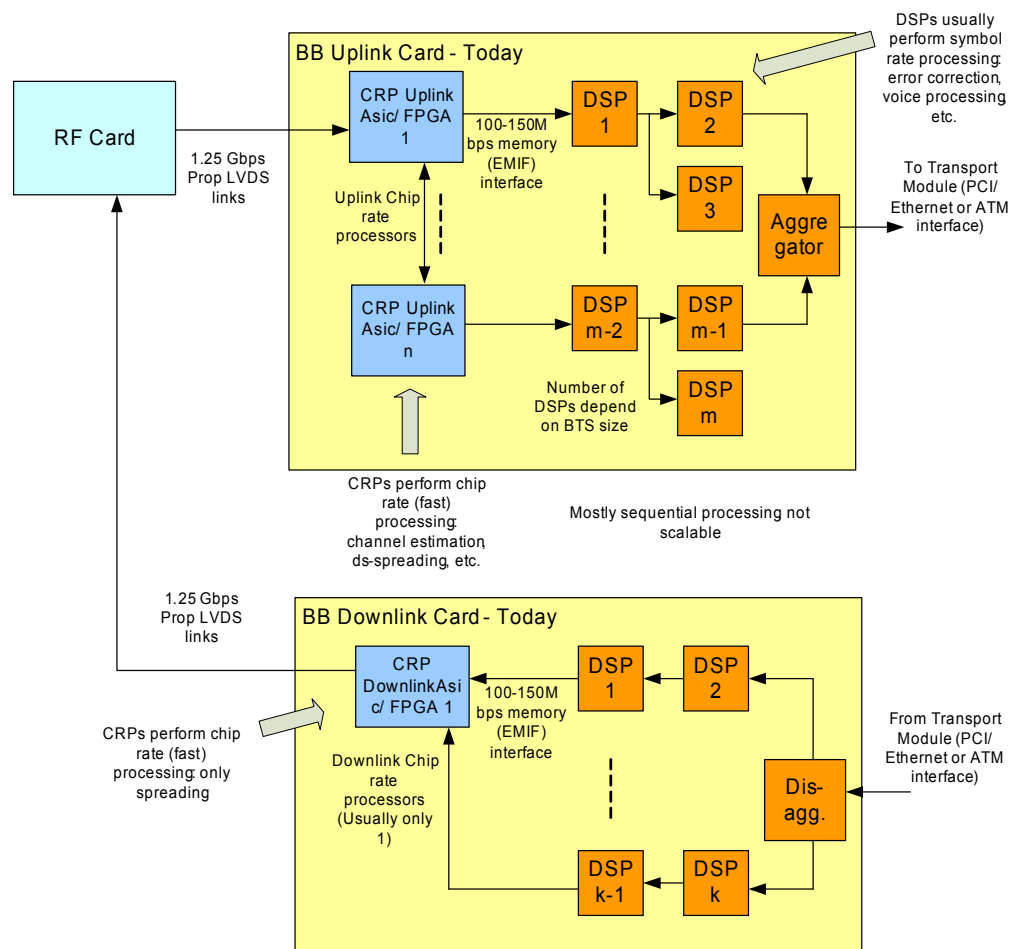 DSPs usually
perform symbol
rate processing:
error correction,
voice processing,
etc.
BB Uplink Card - Today
RF Card
1.25 Gbps
Prop LVDS
links
CRP Uplink
Asic/ FPGA
1
100-150M
bps memory
(EMIF)
interface
DSP
1
DSP
2
DSP
3
Uplink Chip
rate
processors
Aggre
gator
To Transport
Module (PCI/
Ethernet or ATM
interface)
CRP Uplink
Asic/ FPGA
n
DSP
m-2
DSP
m-1
DSP
m
Number of
DSPs depend
on BTS size
CRPs perform chip
rate (fast)
processing:
channel estimation,
ds-spreading, etc.
Mostly sequential processing not
scalable
1.25 Gbps
Prop LVDS
links
BB Downlink Card - Today
CRP
DownlinkAsi
c/ FPGA 1
100-150M
bps memory
(EMIF)
interface
DSP
1
DSP
2
CRPs perform chip
rate (fast)
processing: only
spreading
Downlink Chip
rate
processors
(Usually only
1)
From Transport
Module (PCI/
Ethernet or ATM
interface)
Dis-
agg.
DSP
k-1
DSP
k